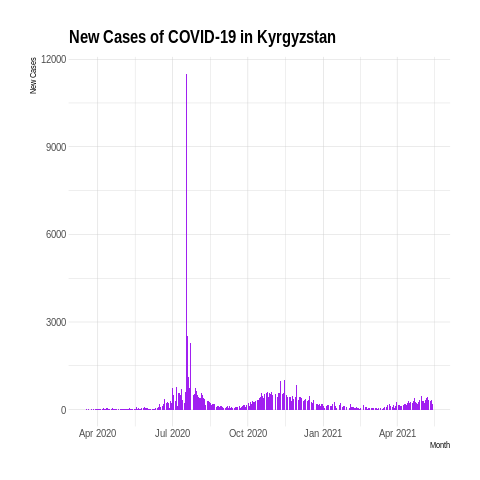 New Cases of COVID-19 in Kyrgyzstan
New Cases
12000
9000
6000
3000
0
Apr 2020 Jul 2020 Oct 2020 Jan 2021 Apr 2021
Month